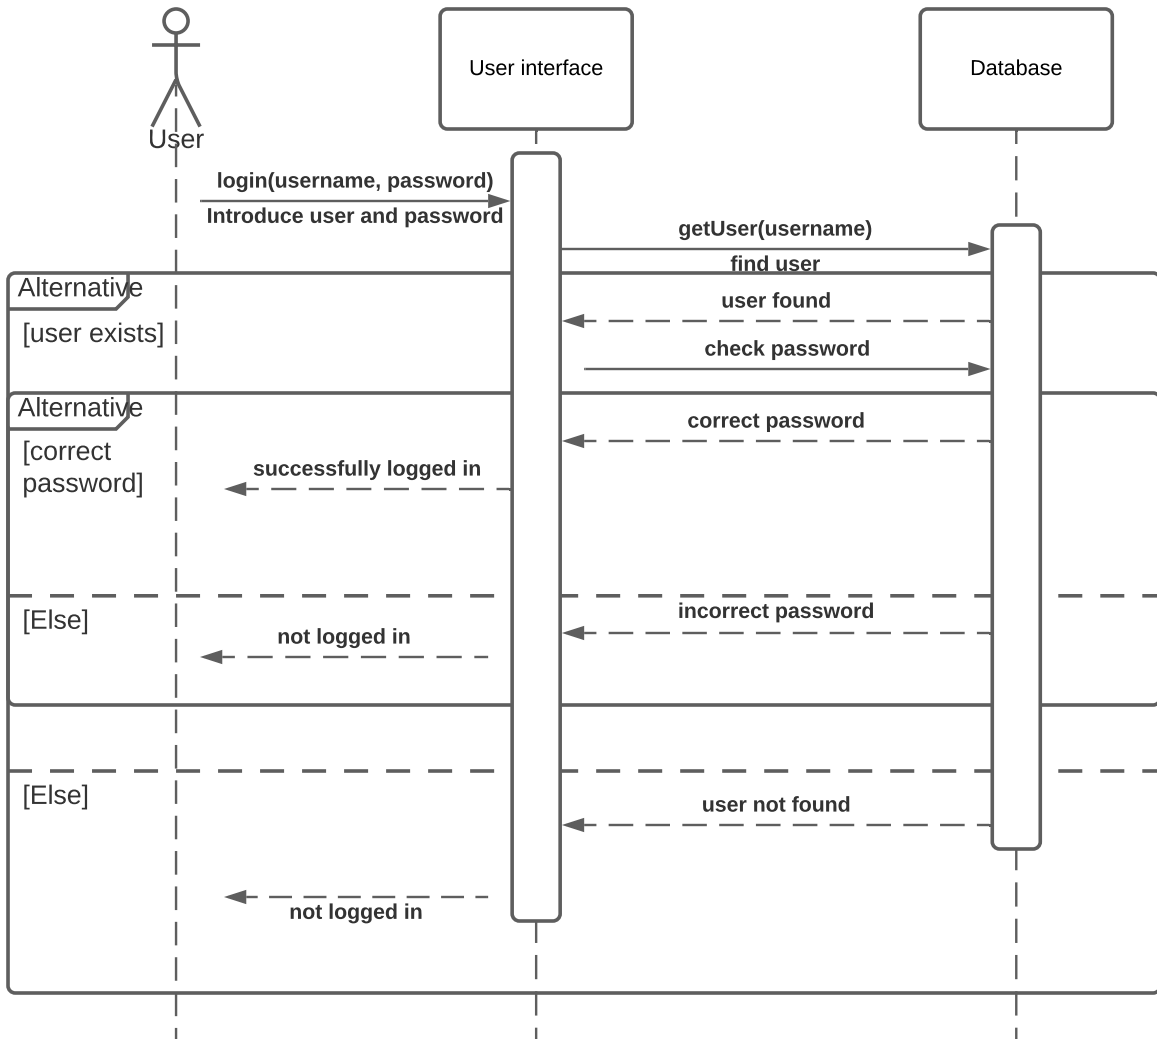 User interface
Database
User
login(username, password)
Introduce user and password
getUser(username)
find user
Alternative
user found
[user exists]
check password
Alternative
correct password
[correct
password]
successfully logged in
[Else]
incorrect password
not logged in
[Else]
user not found
not logged in